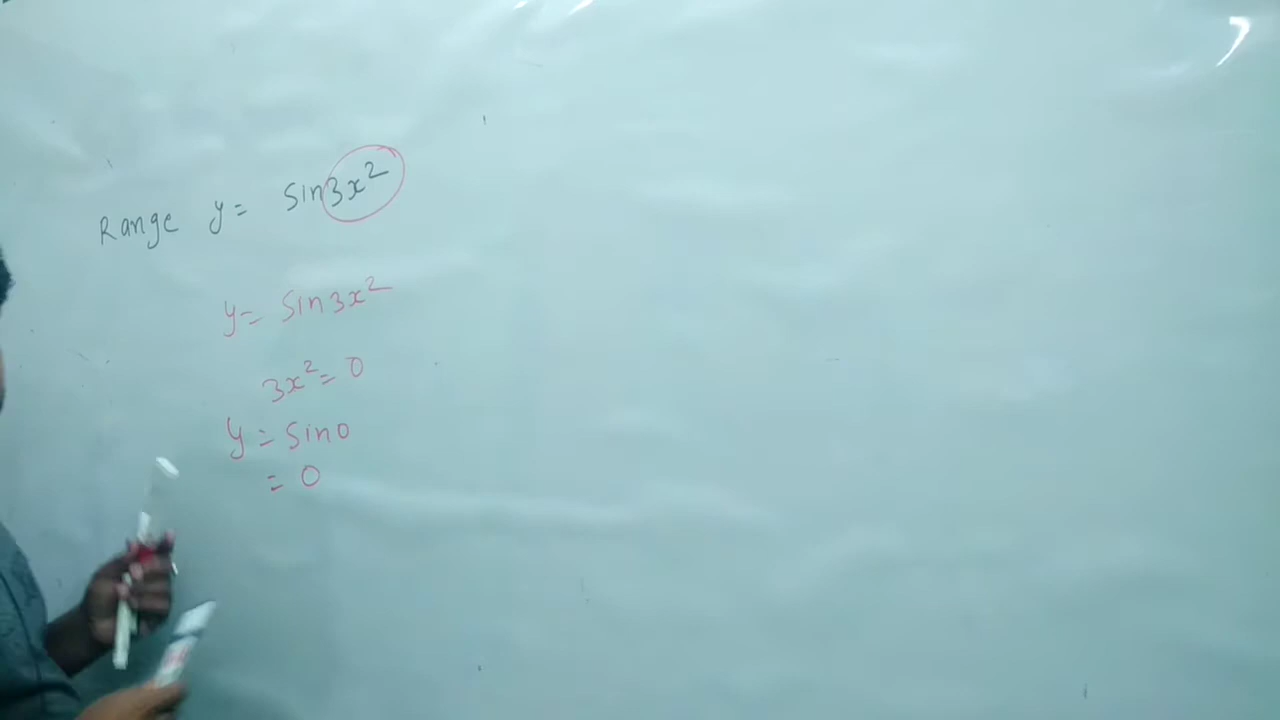 Range y = Sin3x²
y = Sin3x²
3x² = 0
y = Sin0
= 0